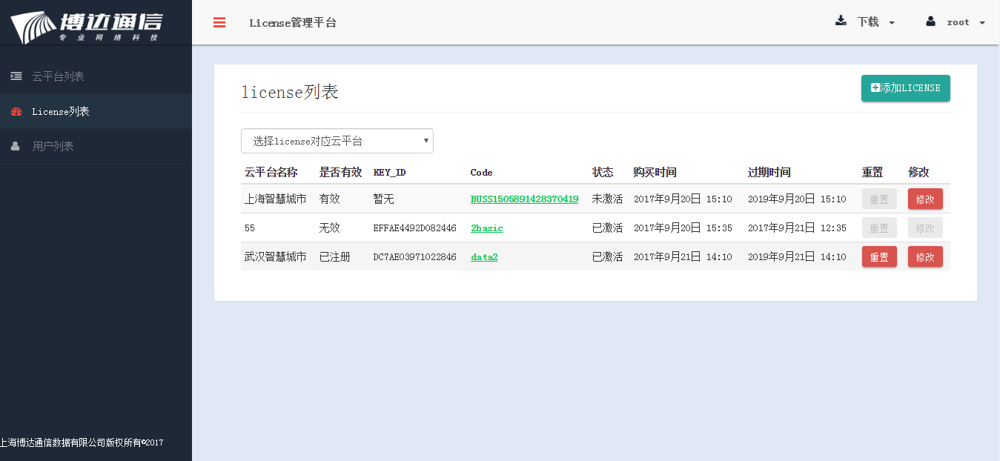 博达通信
专业网络科技
License管理平台
下载
root
云平台列表
License列表
用户列表
license列表
添加LICENSE
选择license对应云平台
云平台名称 是否有效 KEY_ID Code 状态 购买时间 过期时间 重置 修改
上海智慧城市 有效 暂无 BUSS1505891428370419 未激活 2017年9月20日 15:10 2019年9月20日 15:10 重置 修改
55 无效 EFFAE4492D082446 2basic 已激活 2017年9月20日 15:35 2017年9月21日 12:35 重置 修改
武汉智慧城市 已注册 DC7AE03971022846 data2 已激活 2017年9月21日 14:10 2019年9月21日 14:10 重置 修改
上海博达通信数据有限公司版权所有©2017